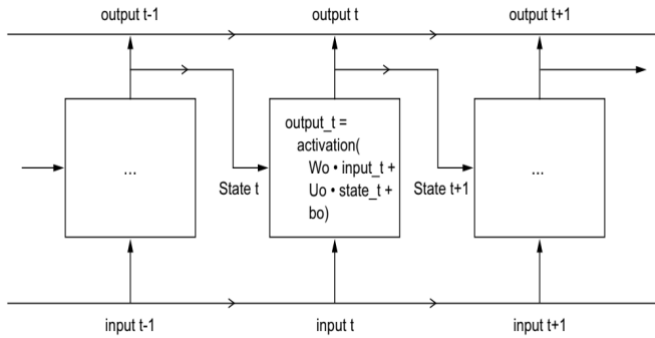 output t-1
output t
output t+1
...
State t
output_t =
activation(
Wo • input_t +
Uo • state_t +
bo)
State t+1
...
input t-1
input t
input t+1